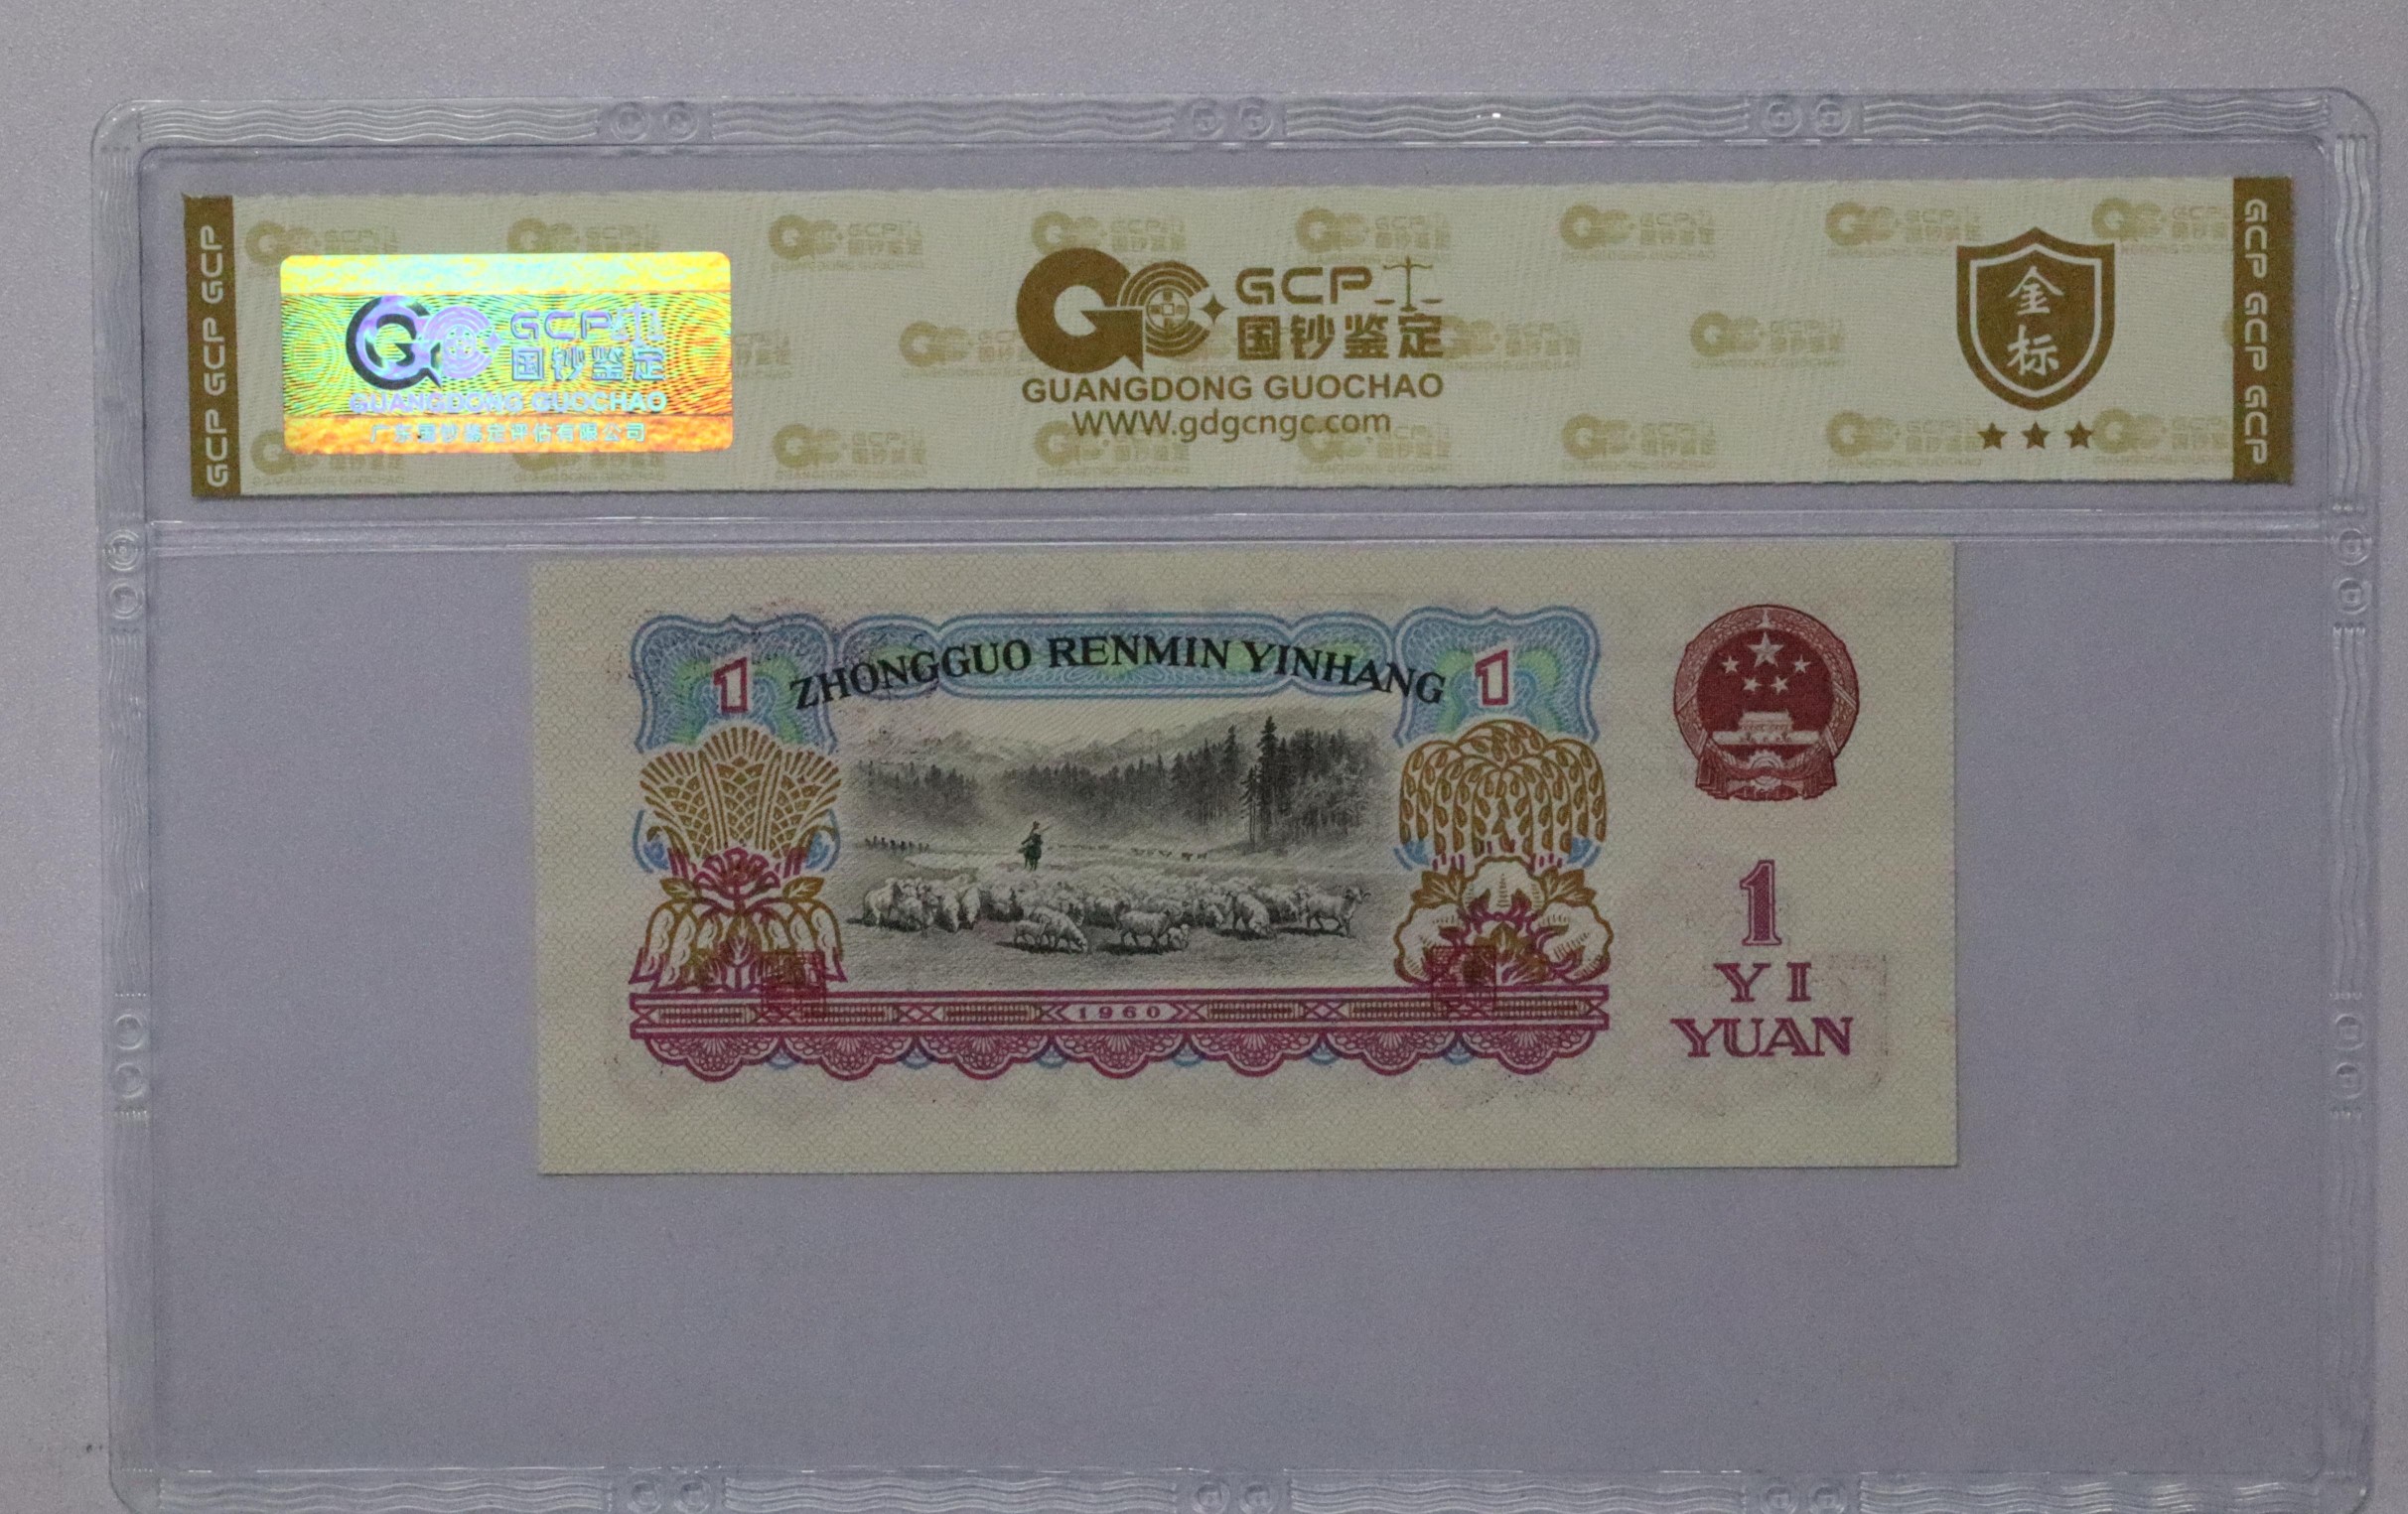 GCP GCP GCP
GCP
国钞鉴定
GUANGDONG GUOCHAO
广东国钞鉴定评估有限公司
GCP
国钞鉴定
GUANGDONG GUOCHAO
WWW.gdgcngc.com
金
标
GCP GCP GCP
1
ZHONGGUO RENMIN YINHANG
1
1960
1
YI
YUAN